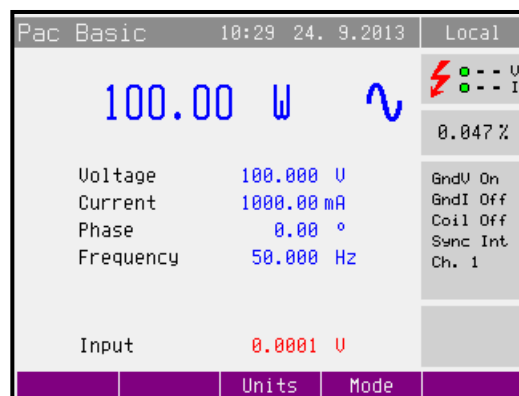 Pac Basic 10:29 24. 9.2013 Local
100.00 W
-- V
-- I
0.047%
Voltage 100.000 V
Current 1000.00 mA
Phase 0.00 °
Frequency 50.000 Hz
GndV On
GndI Off
Coil Off
Sync Int
Ch. 1
Input 0.0001 V
Units Mode